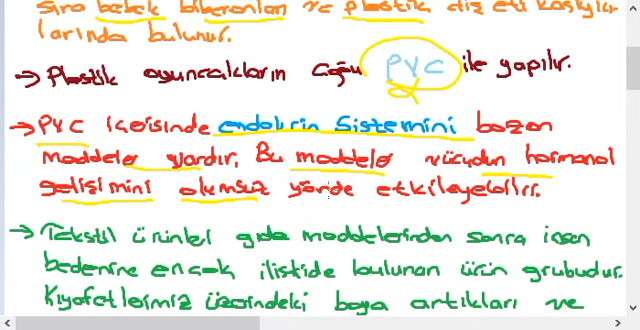 sıra bebek biberonları ve plastik diş eti kaşıyıcı
larında bulunur.
→ Plastik oyuncakların çoğu PVC ile yapılır.
→ PVC içerisinde endokrin sistemini bozan
maddeler vardır. Bu maddeler vücudun hormonal
gelişimini olumsuz yönde etkileyebilir.
→ Tekstil ürünleri gıda maddelerinden sonra insan
bedenine en çok ilişkide bulunan ürün grubudur.
Kıyafetlerimiz üzerindeki boya artıkları ve